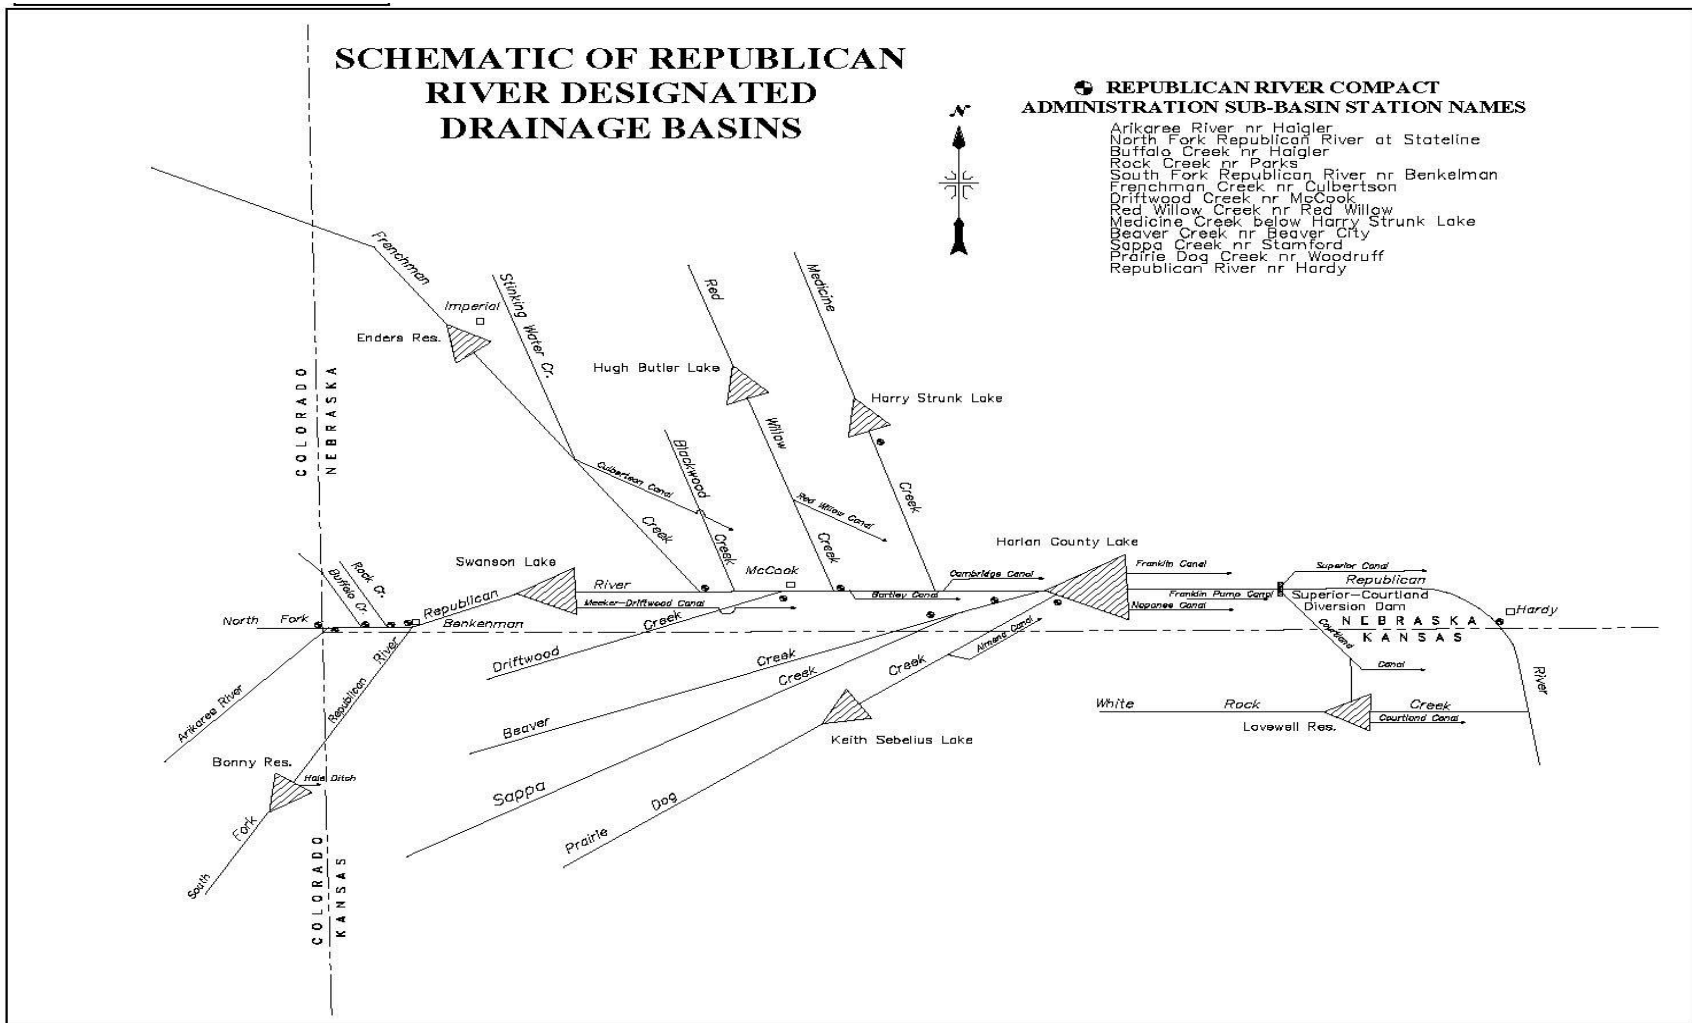 SCHEMATIC OF REPUBLICAN
RIVER DESIGNATED
DRAINAGE BASINS
N
REPUBLICAN RIVER COMPACT
ADMINISTRATION SUB-BASIN STATION NAMES
Arikaree River nr Haigler
North Fork Republican River at Stateline
Buffalo Creek nr Haigler
Rock Creek nr Parks
South Fork Republican River nr Benkelman
Frenchman Creek nr Culbertson
Driftwood Creek nr McCook
Red Willow Creek nr Red Willow
Medicine Creek below Harry Strunk Lake
Beaver Creek nr Beaver City
Sappa Creek nr Stamford
Prairie Dog Creek nr Woodruff
Republican River nr Hardy
Frenchman
Creek
Imperial
Enders Res.
Stinking Water Cr.
Culbertson Canal
Red
Willow
Creek
Hugh Butler Lake
Red Willow Canal
Medicine
Creek
Harry Strunk Lake
Blackwood
Creek
COLORADO
NEBRASKA
Swanson Lake
McCook
Harlan County Lake
Rock Cr.
Buffalo Cr.
North Fork
Republican
River
Benkenman
Meeker-Driftwood Canal
Bartley Canal
Cambridge Canal
Franklin Canal
Franklin Pump Canal
Naponee Canal
Superior Canal
Republican
Superior-Courtland
Diversion Dam
Hardy
NEBRASKA
KANSAS
Courtland
Canal
River
White Rock Creek
Lovewell Res.
Courtland Canal
Driftwood
Creek
Beaver
Creek
Sappa
Creek
Prairie
Dog
Creek
Almena Canal
Keith Sebelius Lake
Arikaree River
South
Fork
Republican
River
Bonny Res.
Hale Ditch
COLORADO
KANSAS